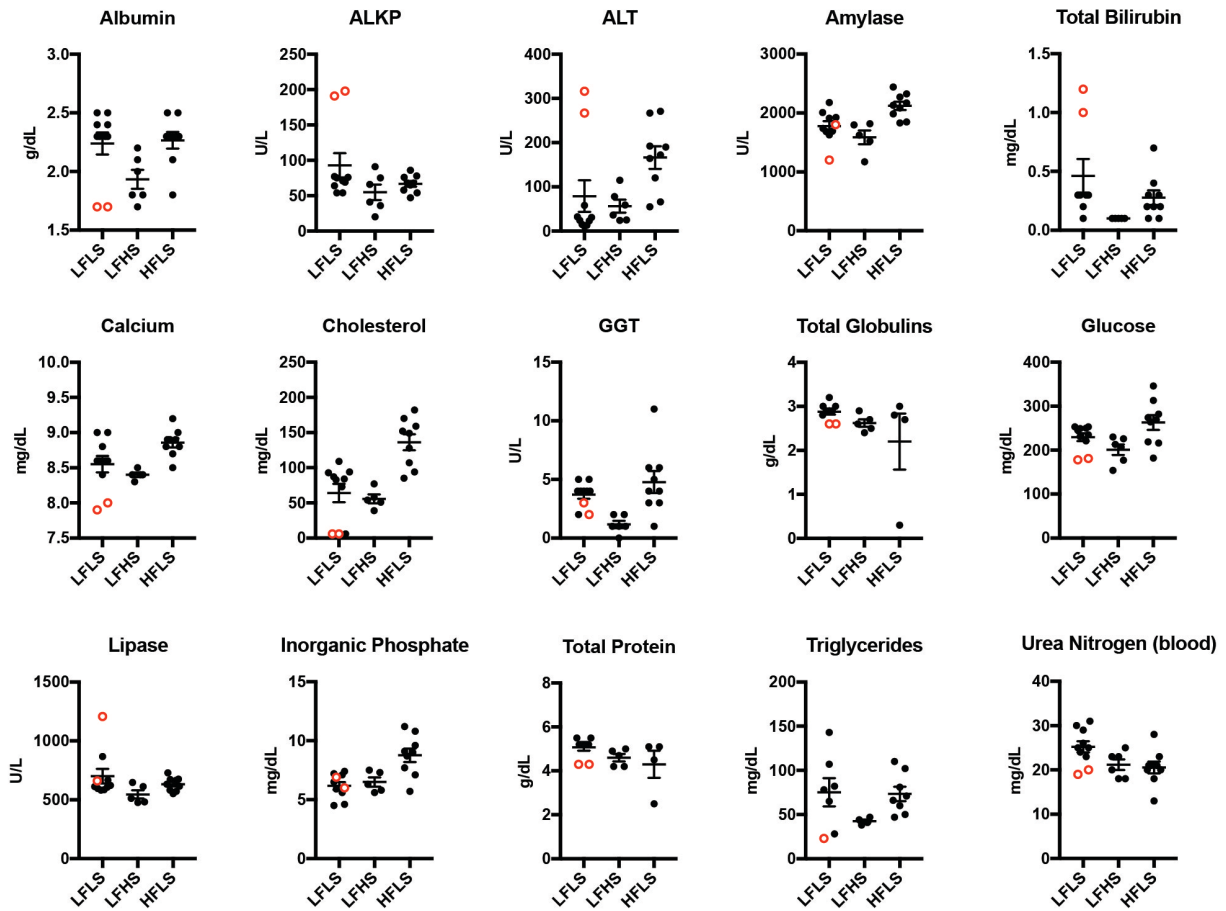 Albumin
ALKP
ALT
Amylase
Total Bilirubin
3.0
2.5
2.0
1.5
g/dL
LFLS
LFHS
HFLS
250
200
150
100
50
0
U/L
LFLS
LFHS
HFLS
400
300
200
100
0
U/L
LFLS
LFHS
HFLS
3000
2000
1000
0
U/L
LFLS
LFHS
HFLS
1.5
1.0
0.5
0.0
mg/dL
LFLS
LFHS
HFLS
Calcium
Cholesterol
GGT
Total Globulins
Glucose
10.0
9.5
9.0
8.5
8.0
7.5
mg/dL
LFLS
LFHS
HFLS
250
200
150
100
50
0
mg/dL
LFLS
LFHS
HFLS
15
10
5
0
U/L
LFLS
LFHS
HFLS
4
3
2
1
0
g/dL
LFLS
LFHS
HFLS
400
300
200
100
0
mg/dL
LFLS
LFHS
HFLS
Lipase
Inorganic Phosphate
Total Protein
Triglycerides
Urea Nitrogen (blood)
1500
1000
500
0
U/L
LFLS
LFHS
HFLS
15
10
5
0
mg/dL
LFLS
LFHS
HFLS
8
6
4
2
0
g/dL
LFLS
LFHS
HFLS
200
150
100
50
0
mg/dL
LFLS
LFHS
HFLS
40
30
20
10
0
mg/dL
LFLS
LFHS
HFLS